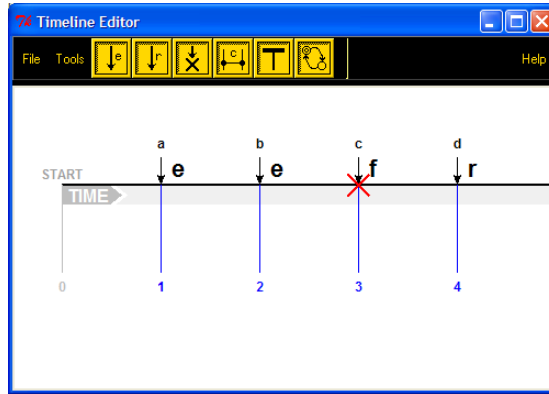 Timeline Editor
File Tools e r c T Help
a b c d
e e f r
START
TIME
0 1 2 3 4